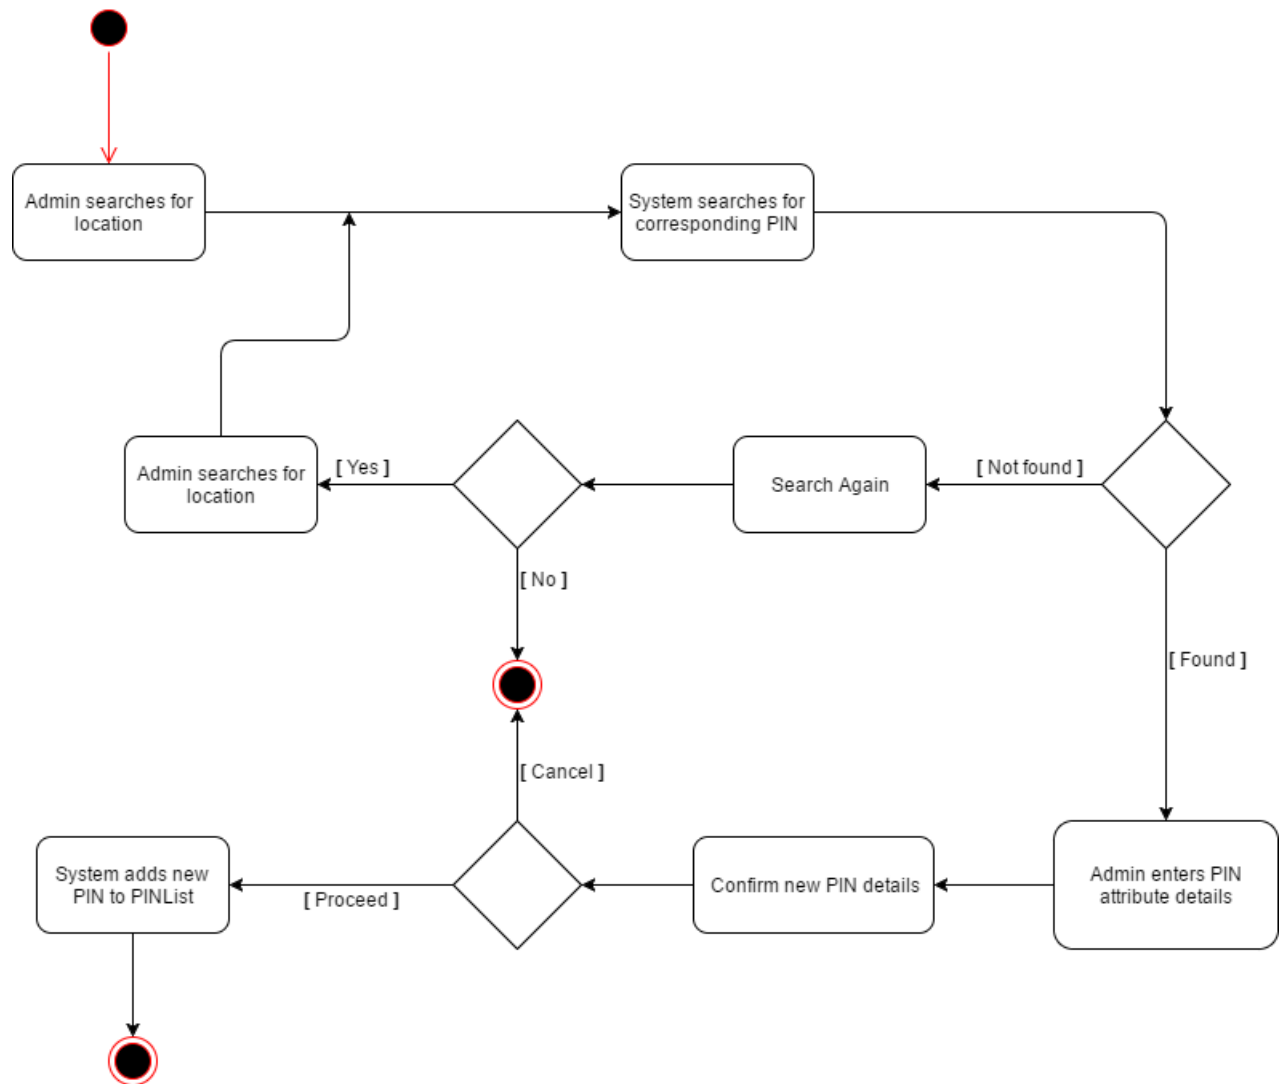 Admin searches for
location
System searches for
corresponding PIN
Admin searches for
location
[ Yes ]
Search Again
[ Not found ]
[ No ]
[ Found ]
[ Cancel ]
System adds new
PIN to PINList
[ Proceed ]
Confirm new PIN details
Admin enters PIN
attribute details